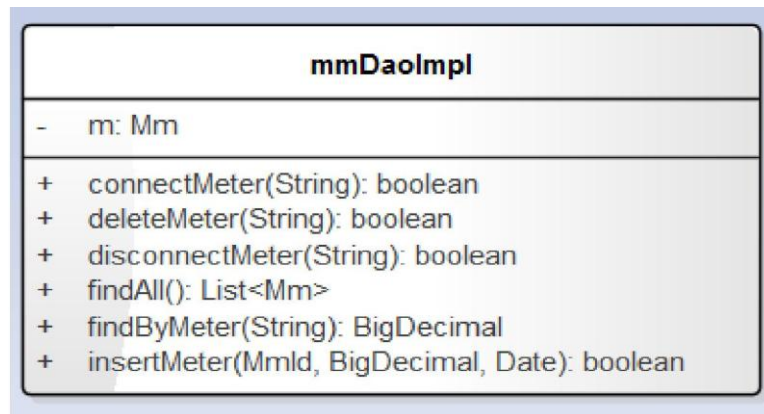 mmDaoImpl
- m: Mm
+ connectMeter(String): boolean
+ deleteMeter(String): boolean
+ disconnectMeter(String): boolean
+ findAll(): List<Mm>
+ findByMeter(String): BigDecimal
+ insertMeter(MmId, BigDecimal, Date): boolean